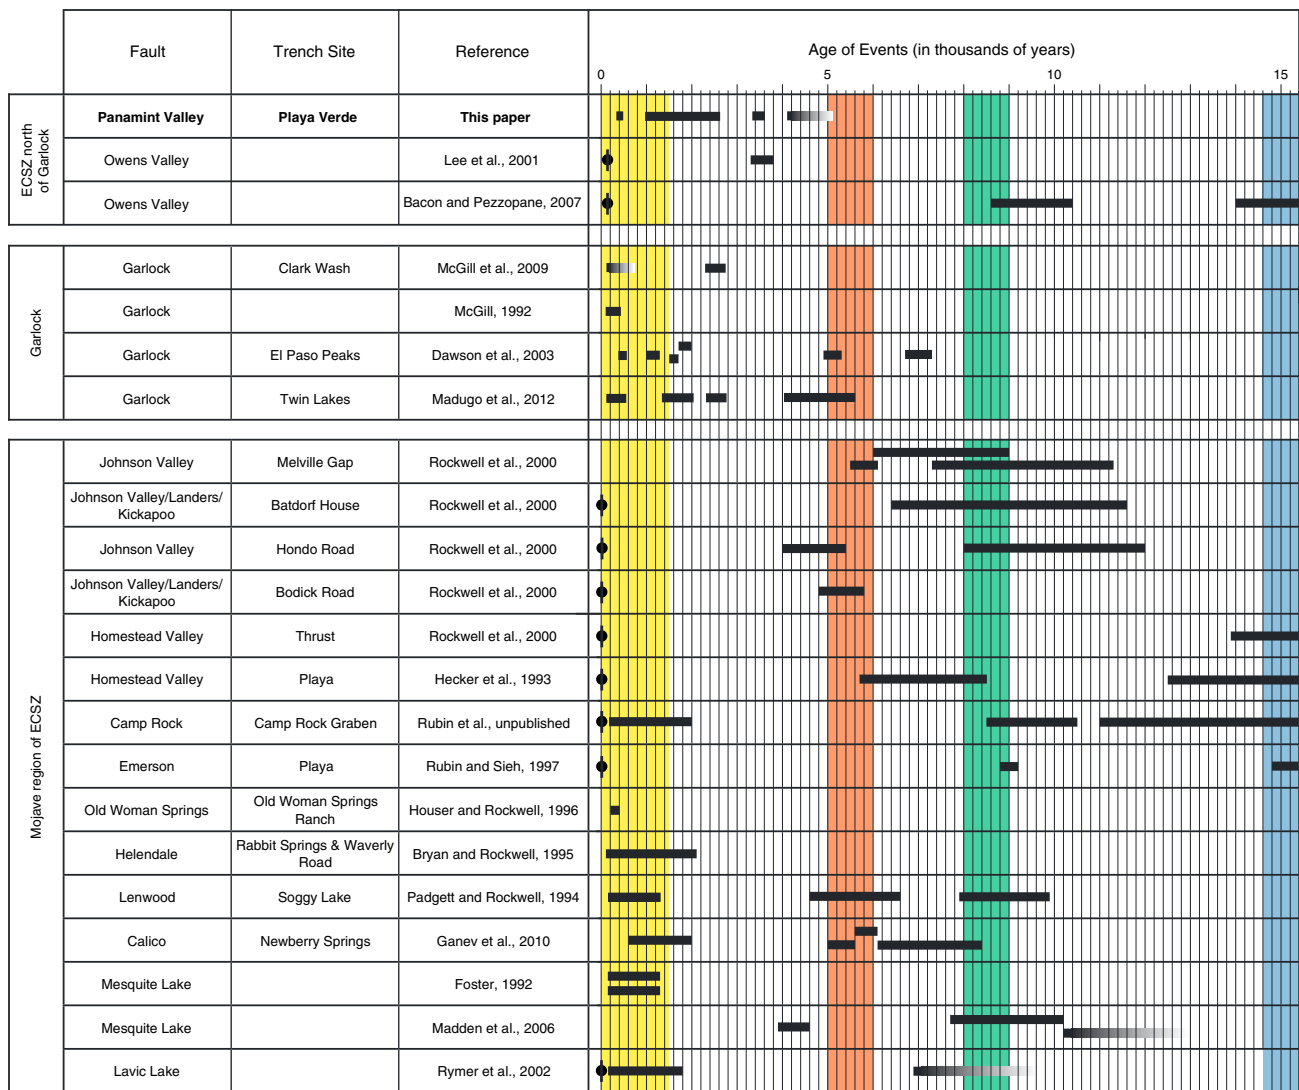 Fault Trench Site Reference Age of Events (in thousands of years)
0 5 10 15
ECSZ north
of Garlock
Panamint Valley Playa Verde This paper
Owens Valley Lee et al., 2001
Owens Valley Bacon and Pezzopane, 2007
Garlock
Garlock Clark Wash McGill et al., 2009
Garlock McGill, 1992
Garlock El Paso Peaks Dawson et al., 2003
Garlock Twin Lakes Madugo et al., 2012
Mojave region of ECSZ
Johnson Valley Melville Gap Rockwell et al., 2000
Johnson Valley/Landers/
Kickapoo Batdorf House Rockwell et al., 2000
Johnson Valley Hondo Road Rockwell et al., 2000
Johnson Valley/Landers/
Kickapoo Bodick Road Rockwell et al., 2000
Homestead Valley Thrust Rockwell et al., 2000
Homestead Valley Playa Hecker et al., 1993
Camp Rock Camp Rock Graben Rubin et al., unpublished
Emerson Playa Rubin and Sieh, 1997
Old Woman Springs Old Woman Springs
Ranch Houser and Rockwell, 1996
Helendale Rabbit Springs & Waverly
Road Bryan and Rockwell, 1995
Lenwood Soggy Lake Padgett and Rockwell, 1994
Calico Newberry Springs Ganev et al., 2010
Mesquite Lake Foster, 1992
Mesquite Lake Madden et al., 2006
Lavic Lake Rymer et al., 2002